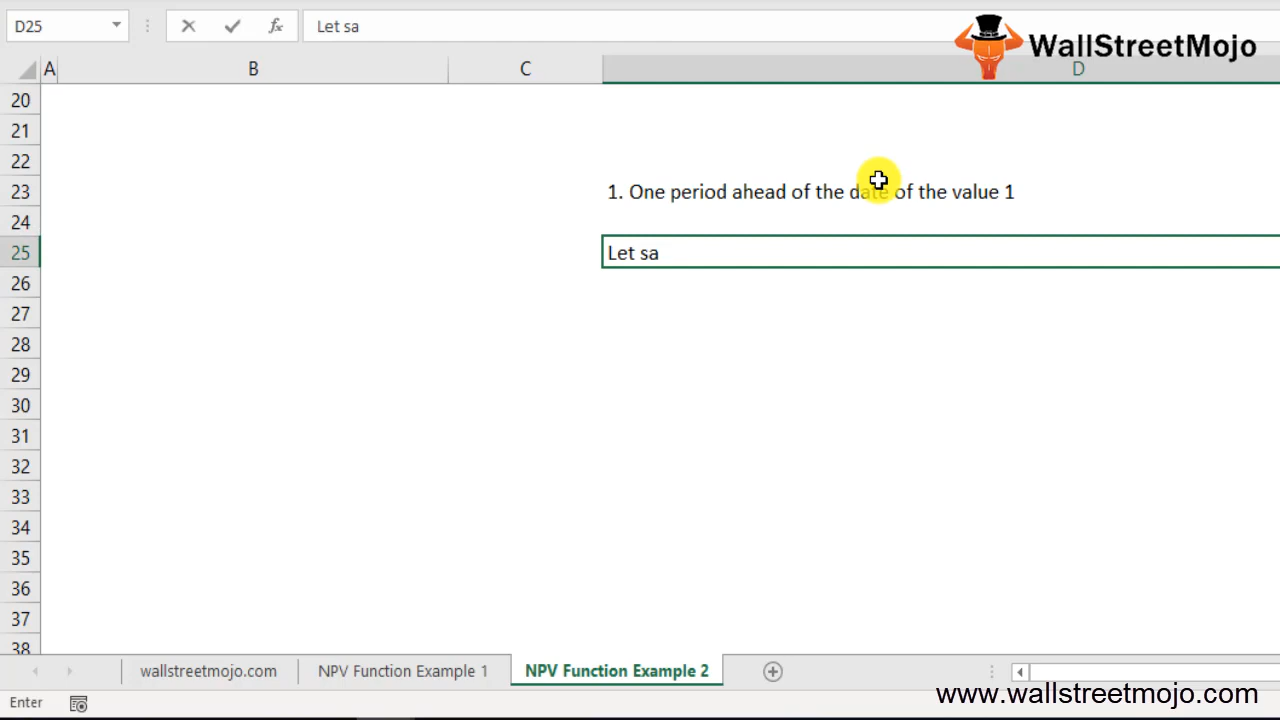 D25
fx
Let sa
WallStreetMojo
A B C D
20
21
22
23 1. One period ahead of the date of the value 1
24
25 Let sa
26
27
28
29
30
31
32
33
34
35
36
37
38
wallstreetmojo.com NPV Function Example 1 NPV Function Example 2
Enter
www.wallstreetmojo.com